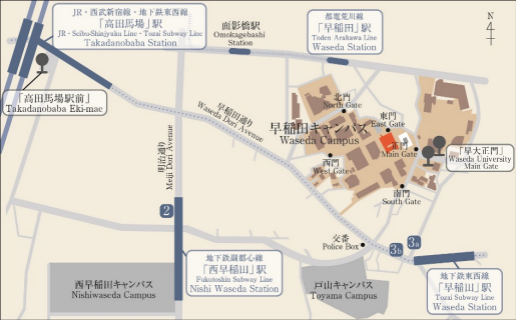 JR・西武新宿線・地下鉄東西線
「高田馬場」駅
JR・Seibu-Shinjuku Line・Tozai Subway Line
Takadanobaba Station
面影橋駅
Omokagebashi
Station
都電荒川線
「早稲田」駅
Toden Arakawa Line
Waseda Station
N
4
「高田馬場駅前」
Takadanobaba Eki-mae
早稲田通り
Waseda Dori Avenue
明治通り
Meiji Dori Avenue
北門
North Gate
早稲田キャンパス
Waseda Campus
東門
East Gate
正門
Main Gate
西門
West Gate
南門
South Gate
「早大正門」
Waseda University
Main Gate
2
交番
Police Box
3b
3a
地下鉄副都心線
「西早稲田」駅
Fukutoshin Subway Line
Nishi Waseda Station
地下鉄東西線
「早稲田」駅
Tozai Subway Line
Waseda Station
西早稲田キャンパス
Nishiwaseda Campus
戸山キャンパス
Toyama Campus